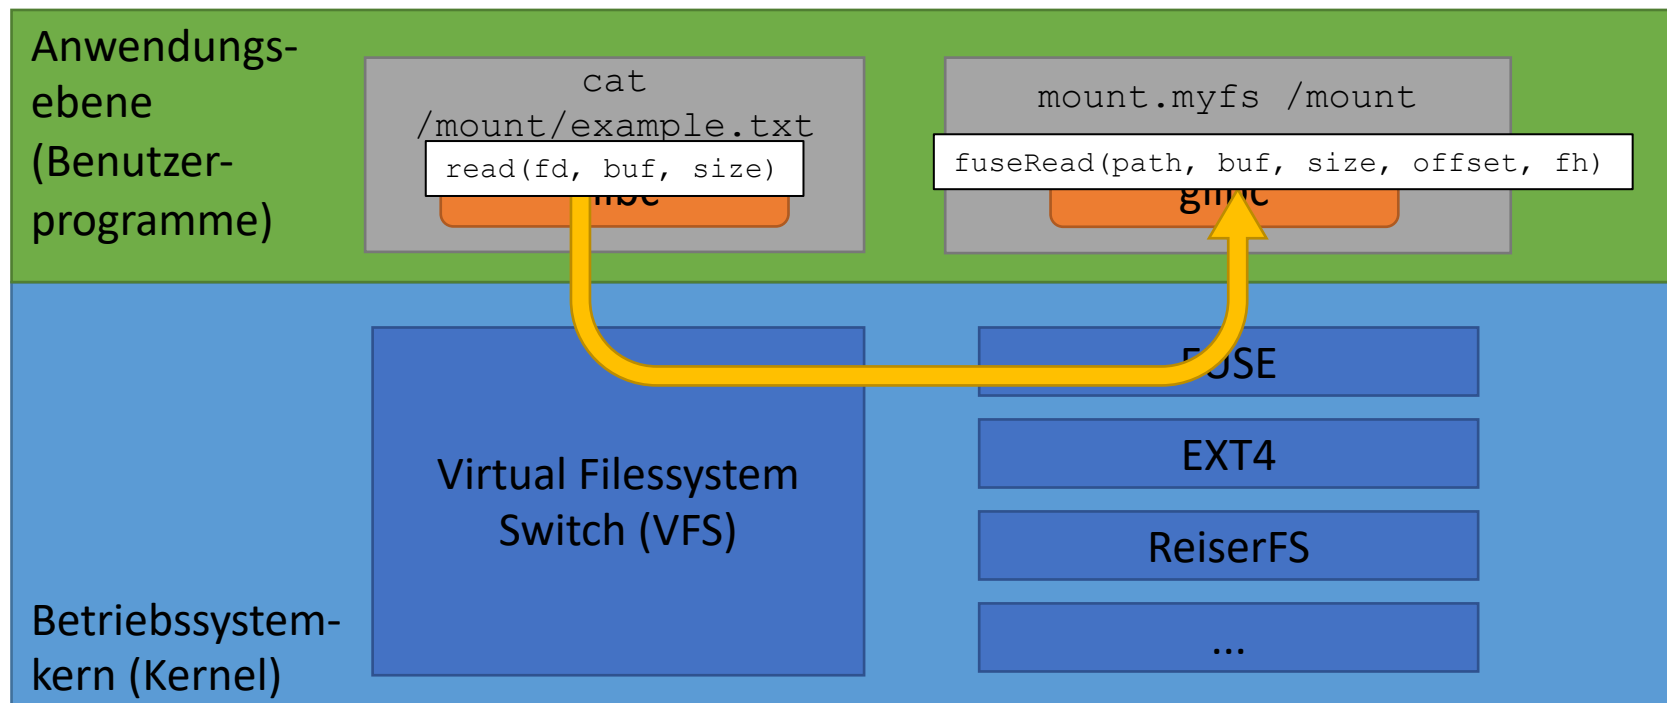 Anwendungs-
ebene
(Benutzer-
programme)
cat
/mount/example.txt
read(fd, buf, size)
mount.myfs /mount
fuseRead(path, buf, size, offset, fh)
Virtual Filessystem
Switch (VFS)
FUSE
EXT4
ReiserFS
...
Betriebssystem-
kern (Kernel)